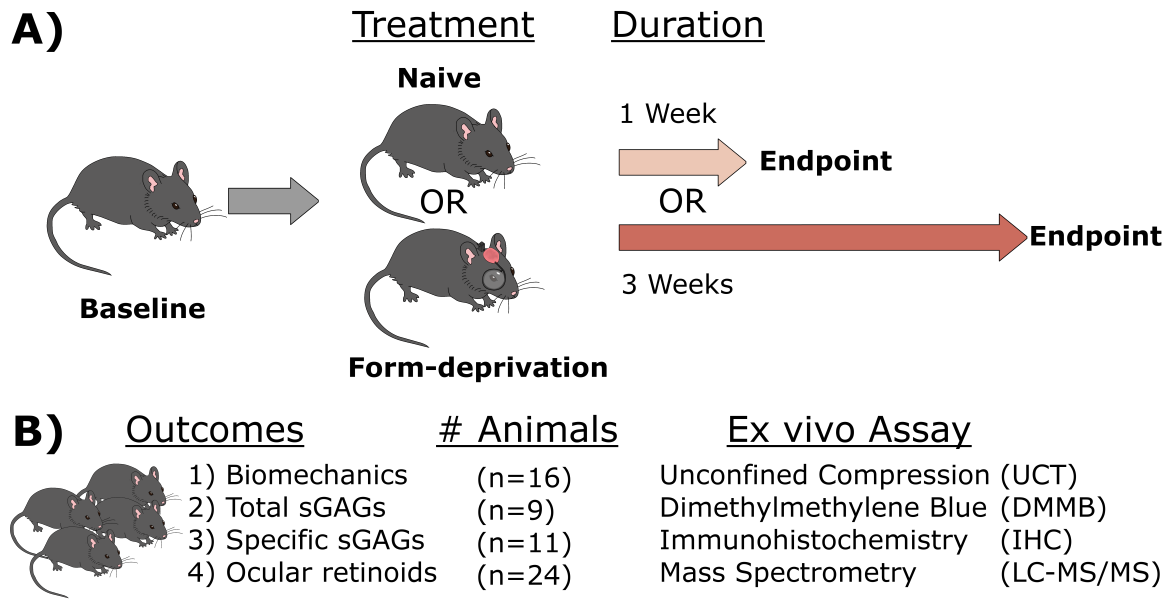 A)
Treatment
Duration
Naive
1 Week
Endpoint
OR
OR
Endpoint
3 Weeks
Baseline
Form-deprivation
B)
Outcomes # Animals Ex vivo Assay
1) Biomechanics (n=16) Unconfined Compression (UCT)
2) Total sGAGs (n=9) Dimethylmethylene Blue (DMMB)
3) Specific sGAGs (n=11) Immunohistochemistry (IHC)
4) Ocular retinoids (n=24) Mass Spectrometry (LC-MS/MS)